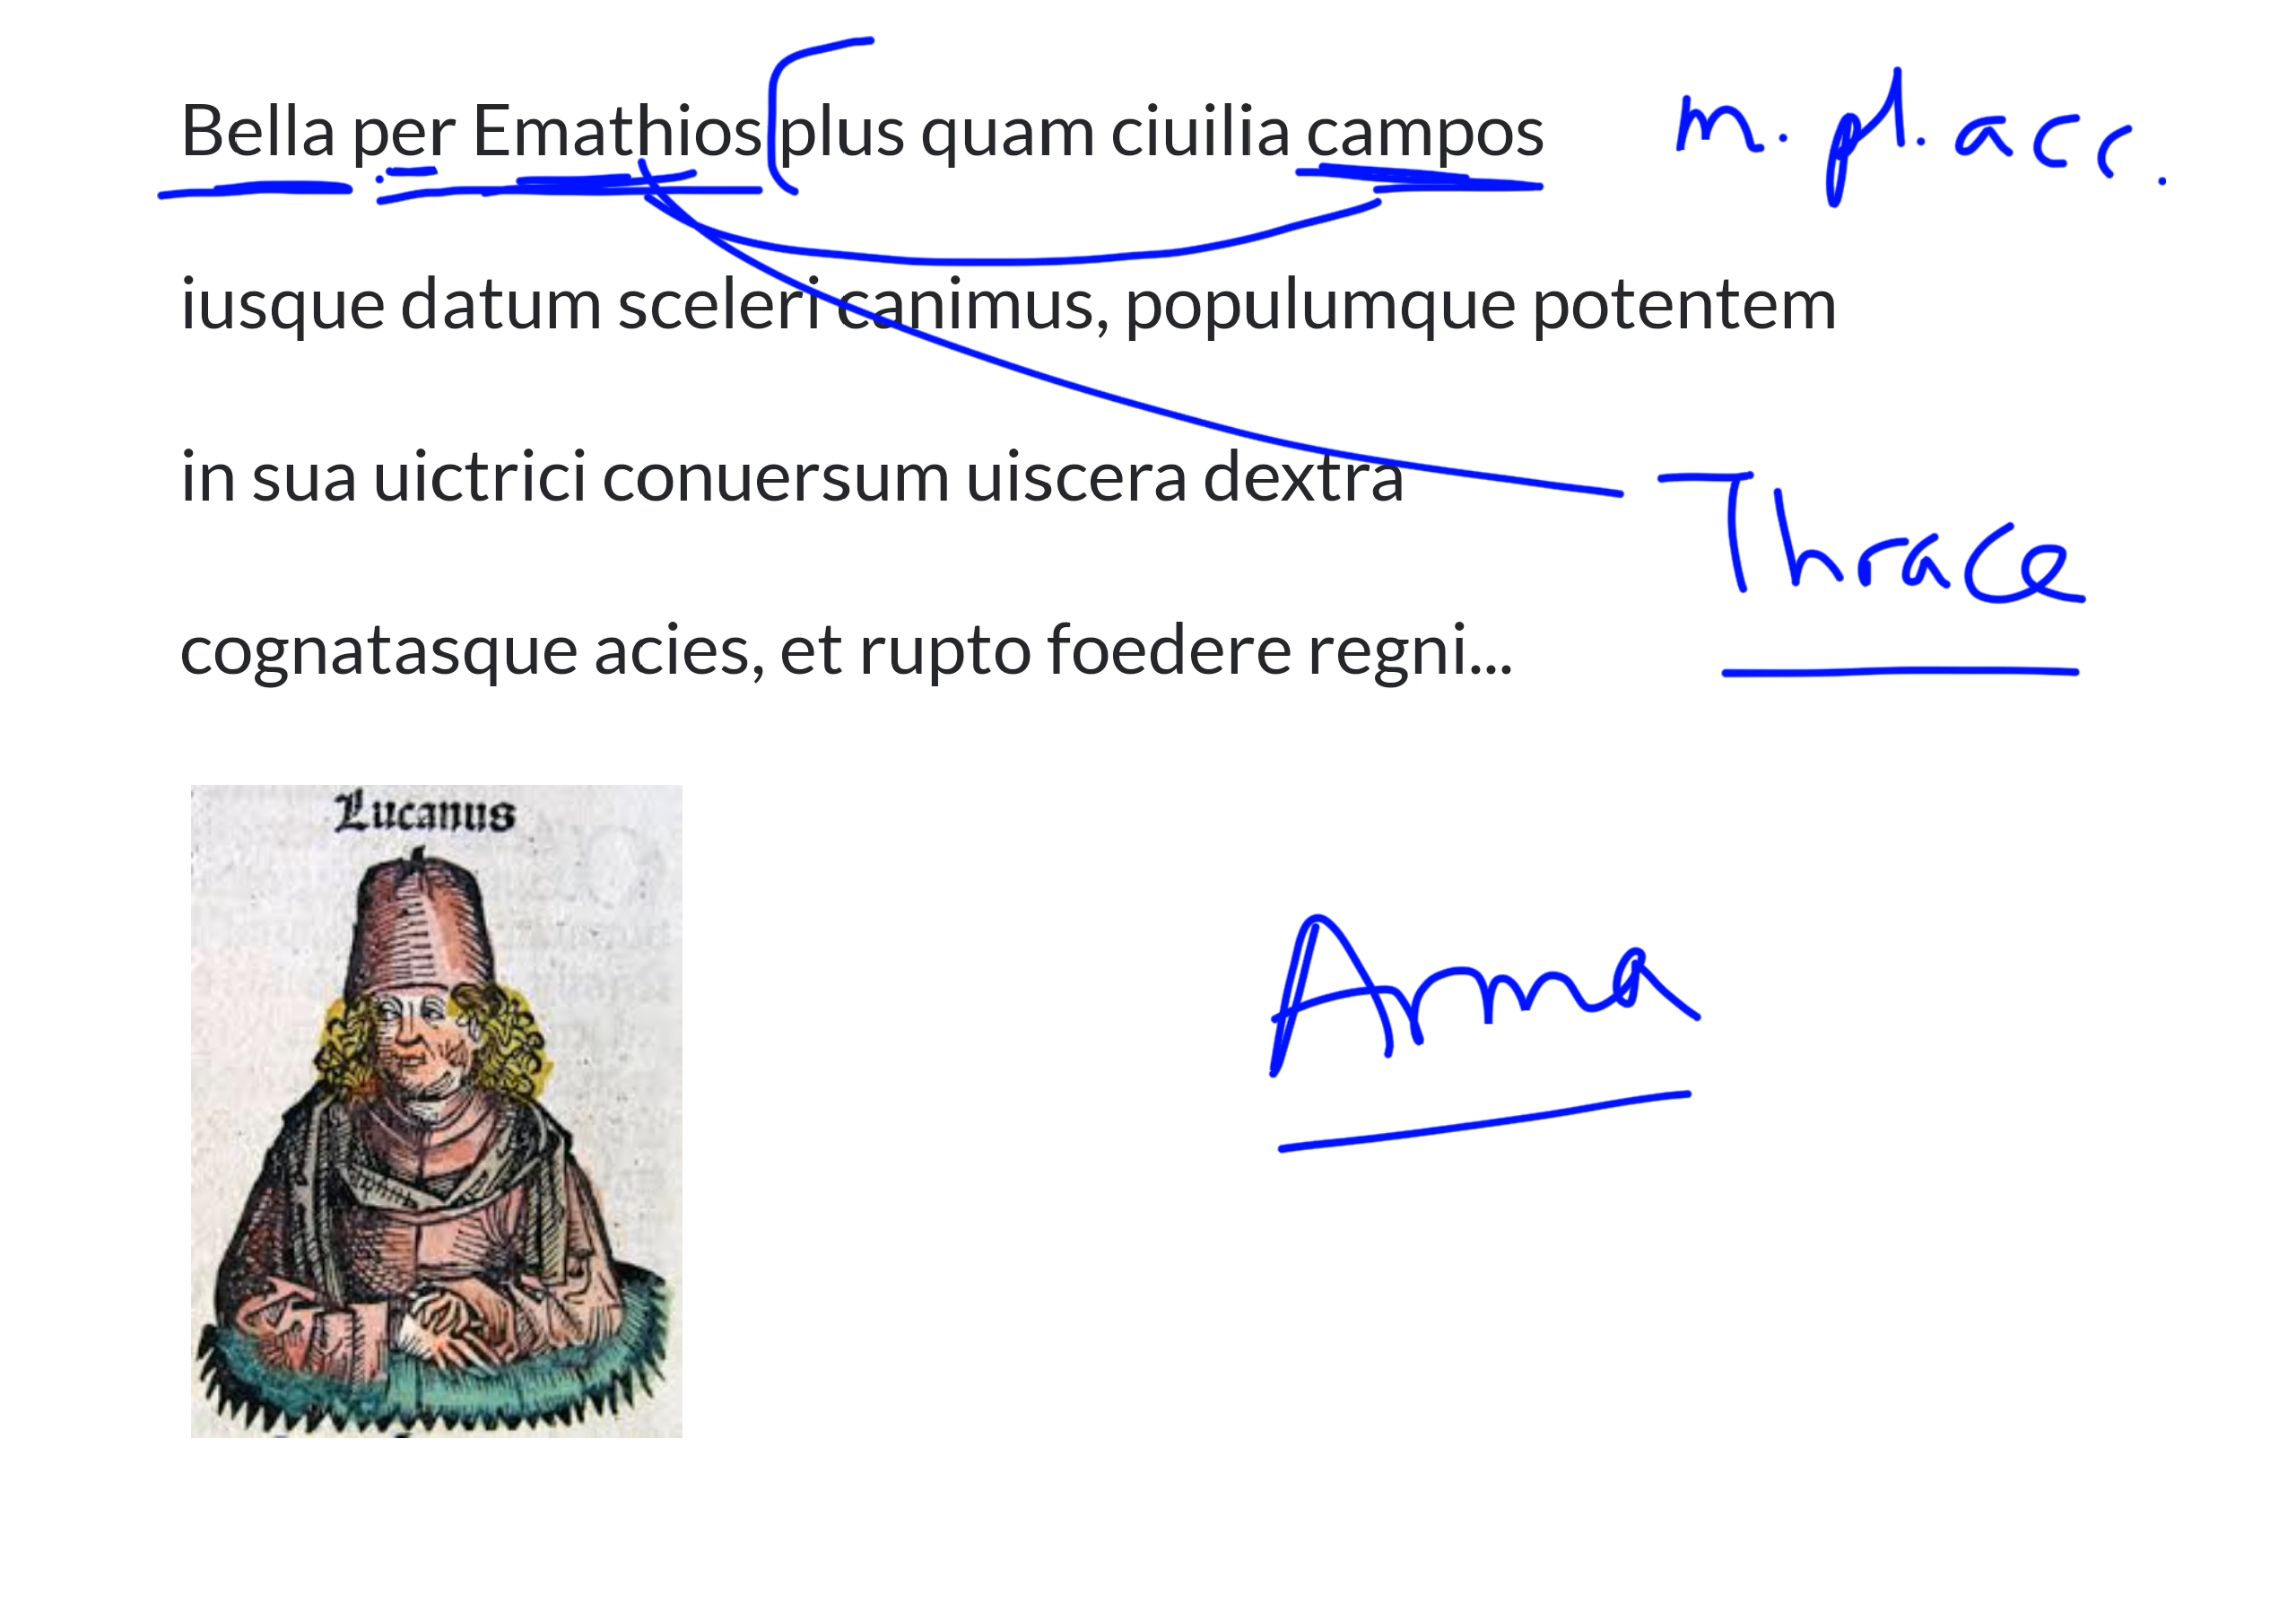 Bella per Emathios plus quam ciuilia campos m. pl. acc.
iusque datum sceleri canimus, populumque potentem
in sua uictrici conuersum uiscera dextra
Thrace
cognatasque acies, et rupto foedere regni...
Lucanus
Arma